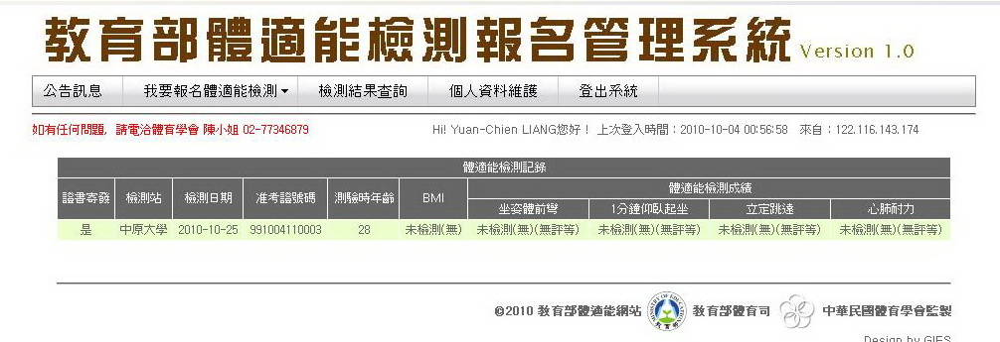 教育部體適能檢測報名管理系統 Version 1.0
公告訊息 我要報名體適能檢測▼ 檢測結果查詢 個人資料維護 登出系統
如有任何問題, 請電洽體育學會 陳小姐 02-77346879 Hi! Yuan-Chien LIANG您好! 上次登入時間:2010-10-04 00:56:58 來自:122.116.143.174
體適能檢測記錄
證書寄發 檢測站 檢測日期 准考證號碼 測驗時年齡 BMI 體適能檢測成績
坐姿體前彎 1分鐘仰臥起坐 立定跳遠 心肺耐力
是 中原大學 2010-10-25 991004110003 28 未檢測(無) 未檢測(無)(無評等) 未檢測(無)(無評等) 未檢測(無)(無評等) 未檢測(無)(無評等)
©2010 教育部體適能網站 教育部體育司 中華民國體育學會監製
Design by GIFS